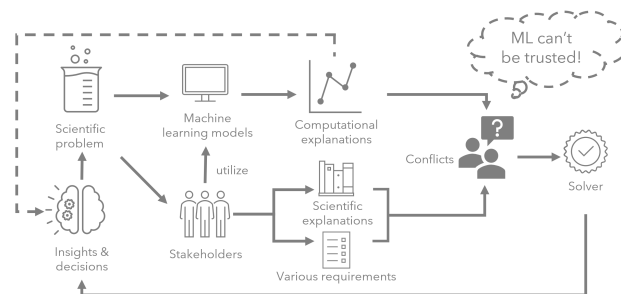 ML can't
be trusted!
Scientific
problem
Machine
learning models
Computational
explanations
?
Conflicts
Solver
utilize
Scientific
explanations
Insights &
decisions
Stakeholders
Various requirements